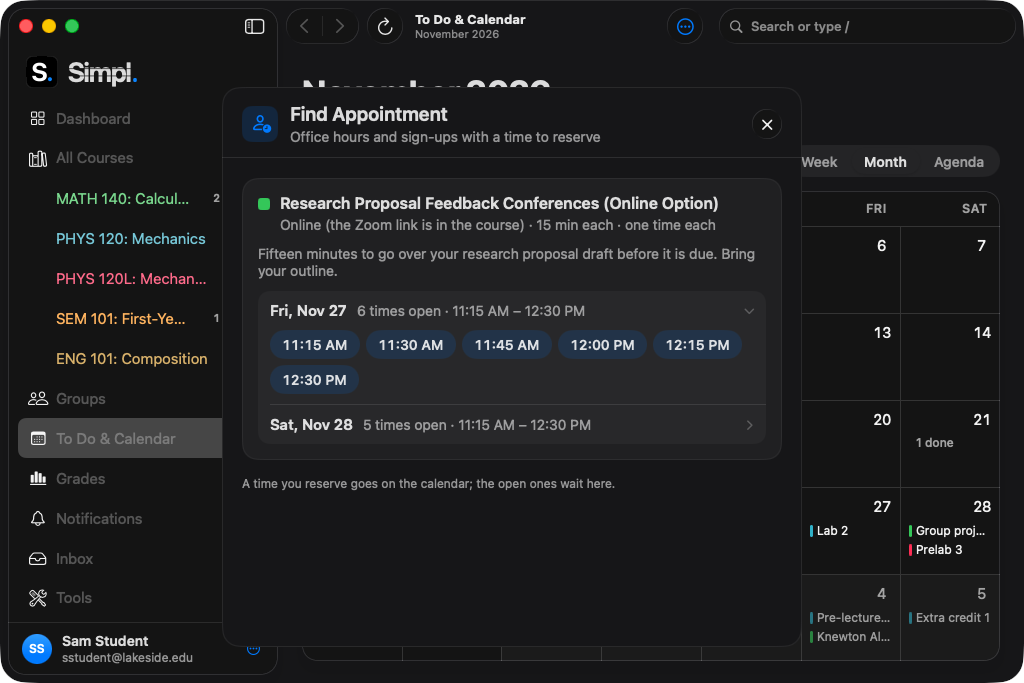 To Do & Calendar
November 2026
Search or type /
S. Simpl.
Dashboard
All Courses
MATH 140: Calcul... 2
PHYS 120: Mechanics
PHYS 120L: Mechan...
SEM 101: First-Ye... 1
ENG 101: Composition
Groups
To Do & Calendar
Grades
Notifications
Inbox
Tools
SS
Sam Student
sstudent@lakeside.edu
November 2026
Find Appointment
Office hours and sign-ups with a time to reserve
Research Proposal Feedback Conferences (Online Option)
Online (the Zoom link is in the course) · 15 min each · one time each
Fifteen minutes to go over your research proposal draft before it is due. Bring
your outline.
Fri, Nov 27 6 times open · 11:15 AM – 12:30 PM
11:15 AM 11:30 AM 11:45 AM 12:00 PM 12:15 PM
12:30 PM
Sat, Nov 28 5 times open · 11:15 AM – 12:30 PM
A time you reserve goes on the calendar; the open ones wait here.
Week Month Agenda
FRI SAT
6 7
13 14
20 21
1 done
27 28
Lab 2 Group proj...
Prelab 3
4 5
Pre-lecture... Extra credit 1
Knewton Al...